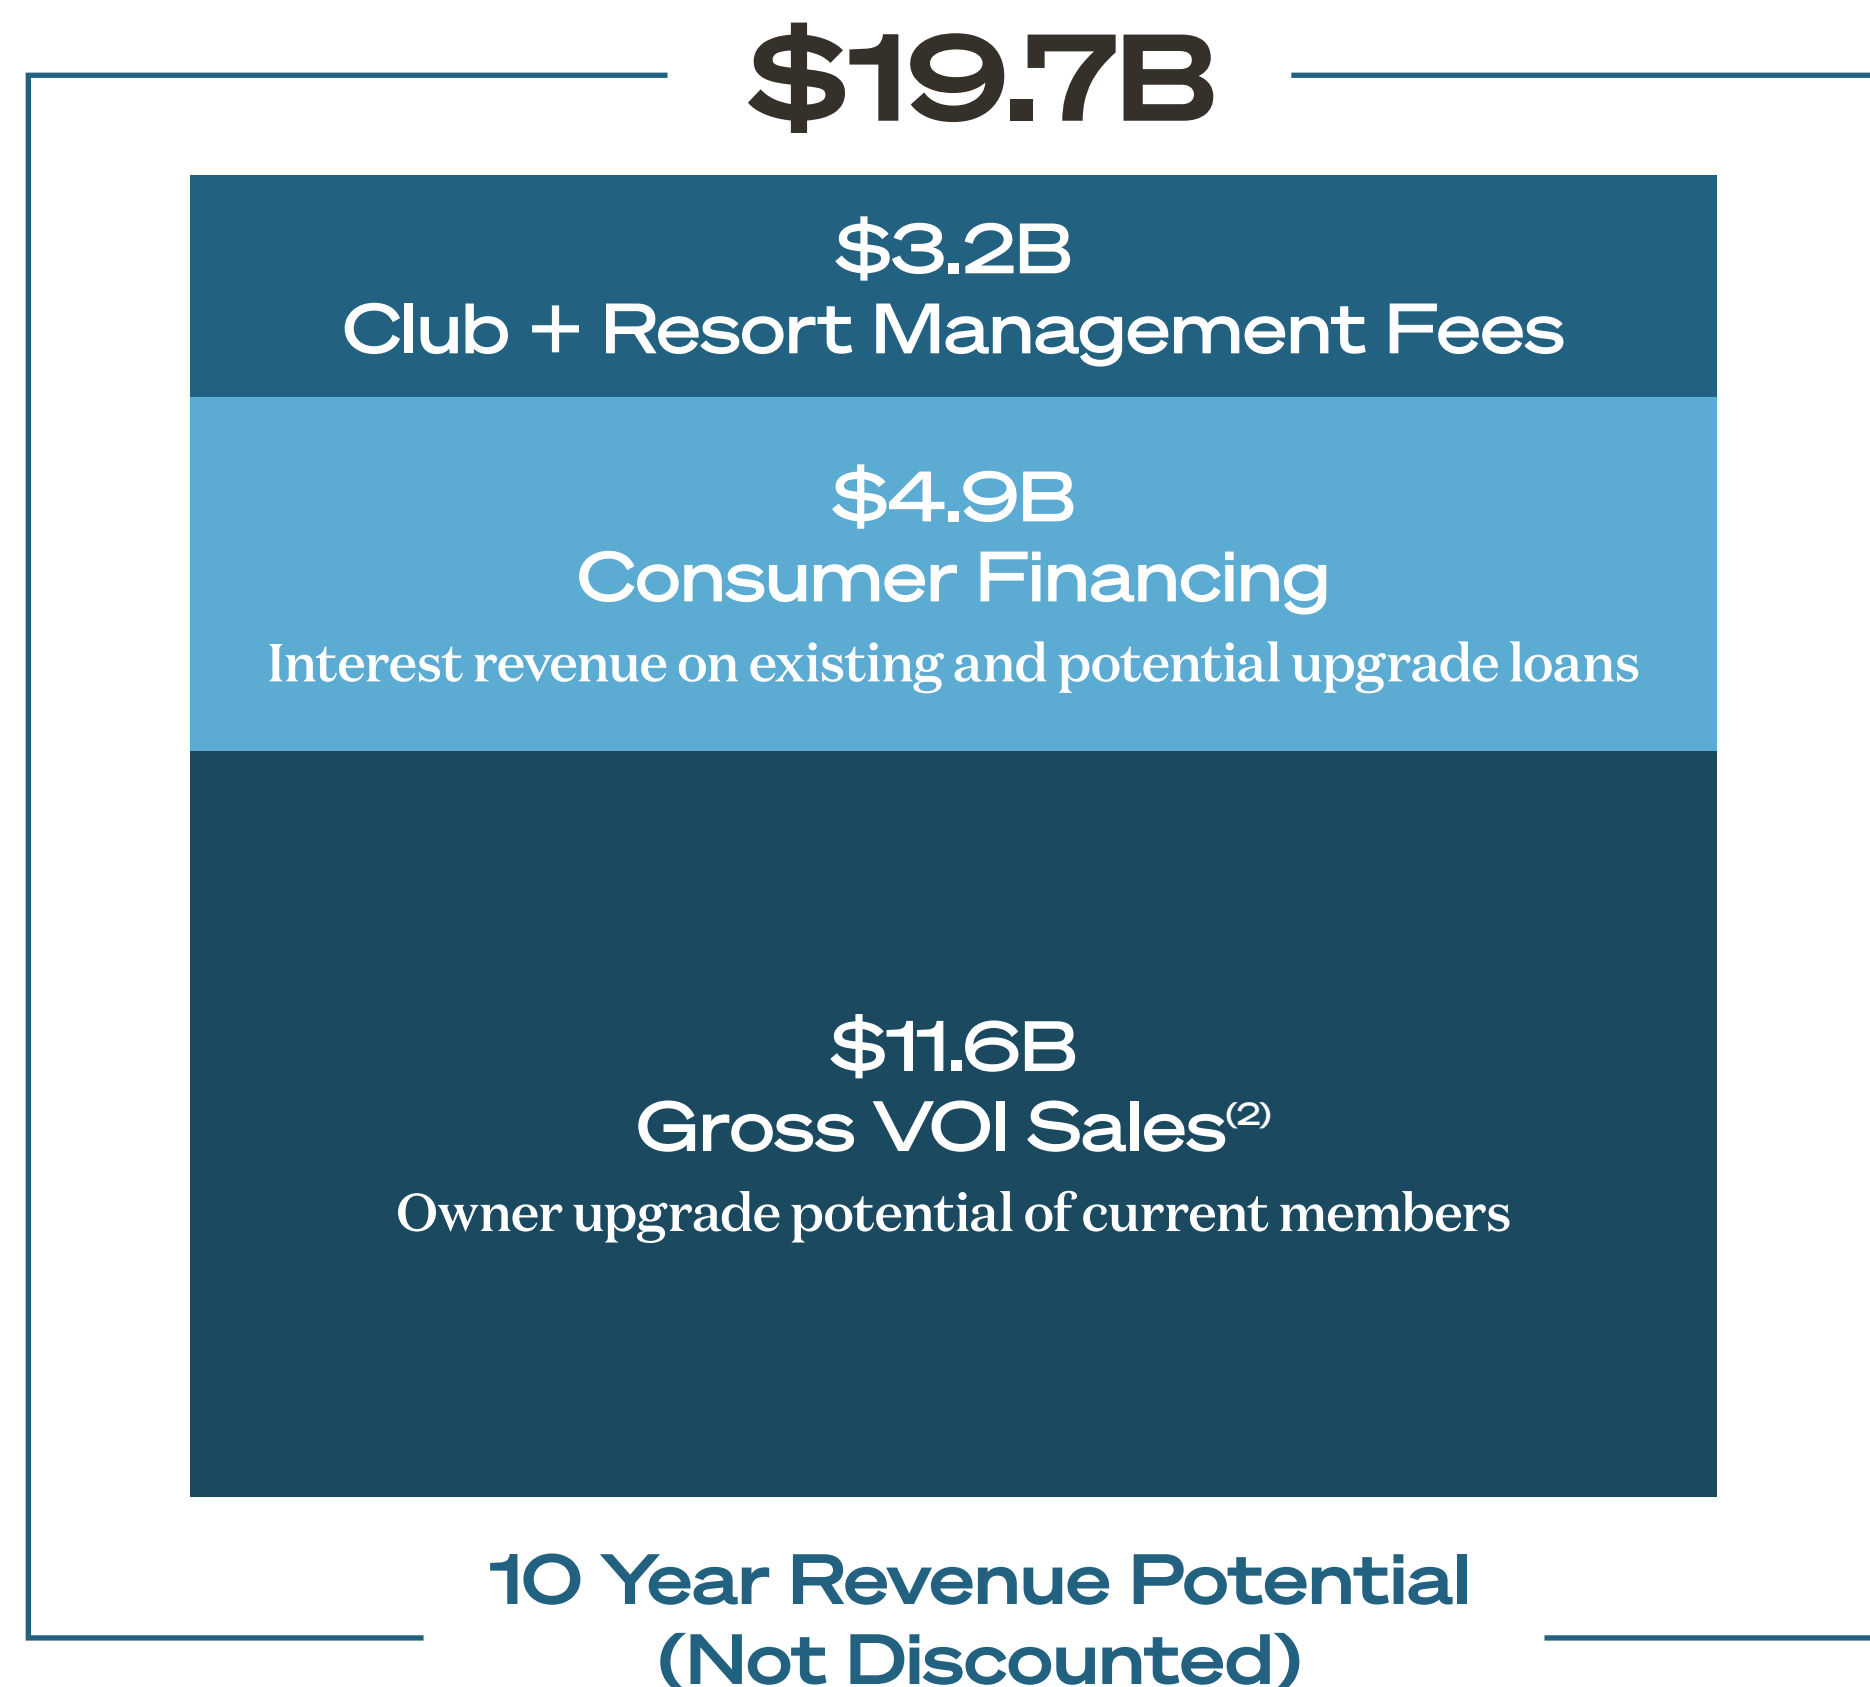 $19.7B
$3.2B
Club + Resort Management Fees
$4.9B
Consumer Financing
Interest revenue on existing and potential upgrade loans
$11.6B
Gross VOI Sales(2)
Owner upgrade potential of current members
10 Year Revenue Potential
(Not Discounted)